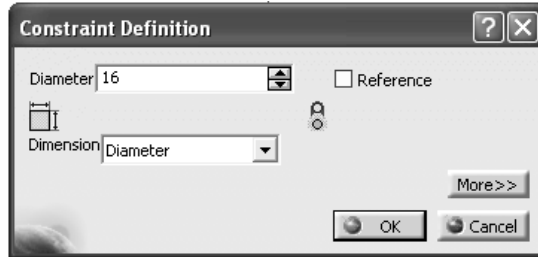 Constraint Definition
Diameter 16 Reference
Dimension Diameter
More>>
OK Cancel